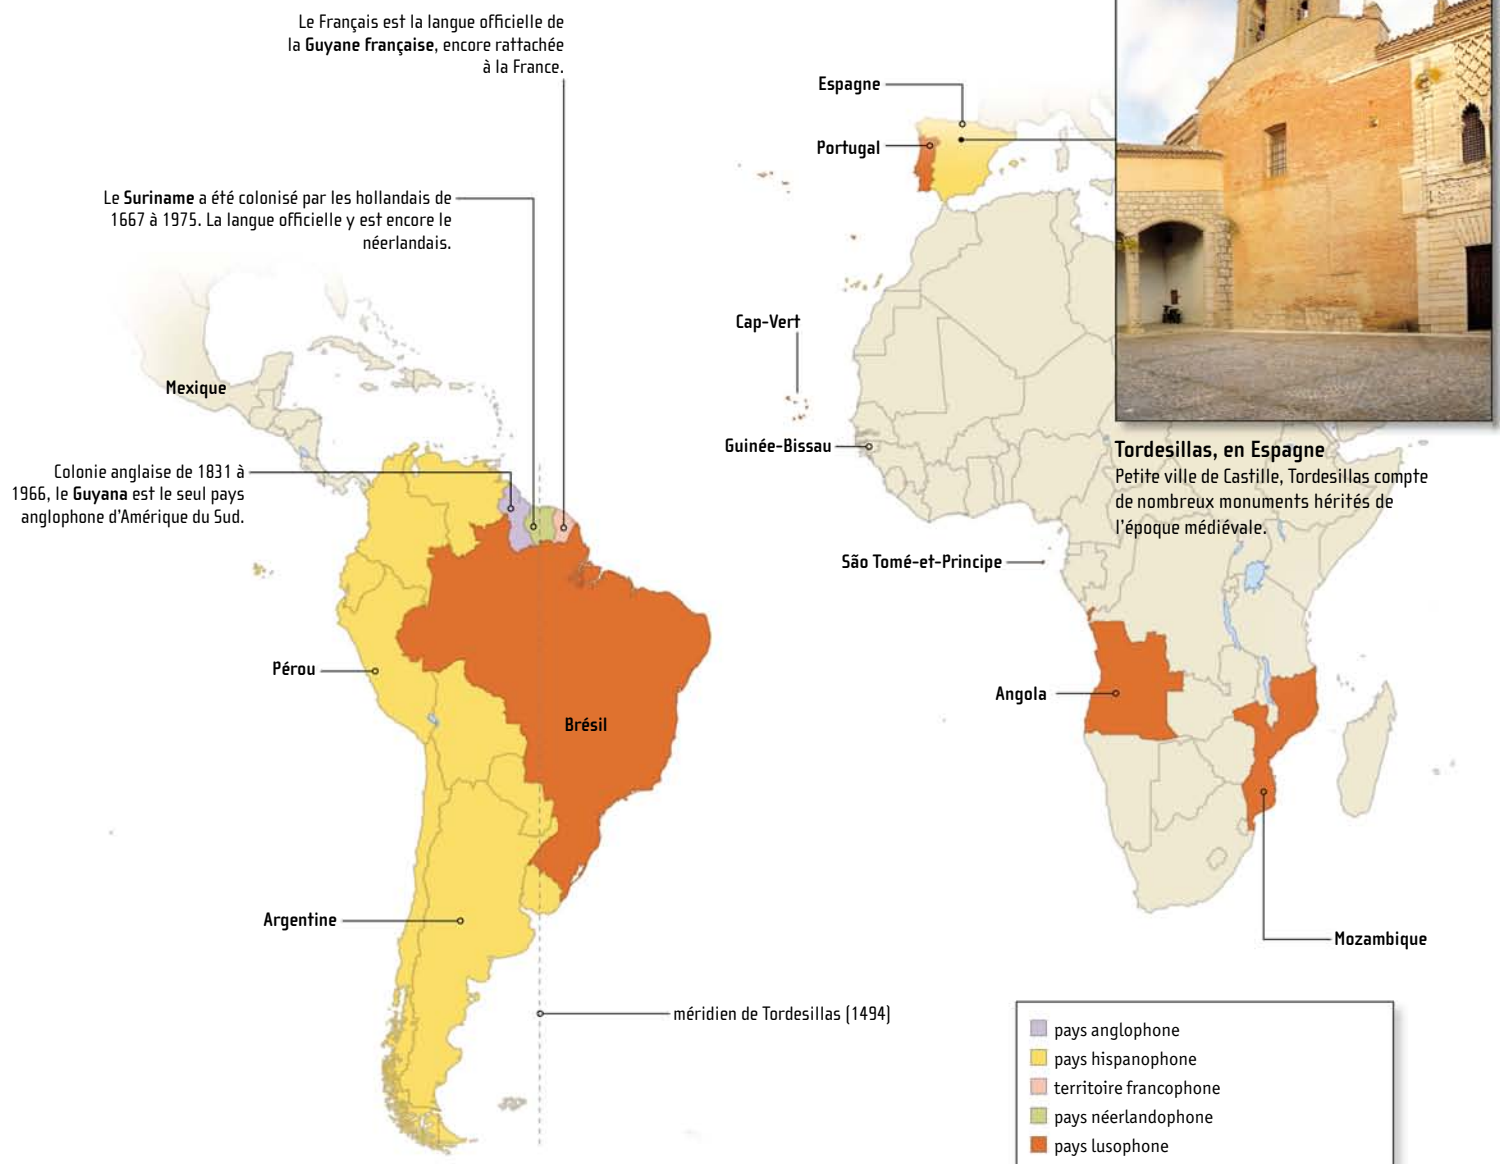 Le Français est la langue officielle de
la Guyane Française, encore rattachée
à la France.
Espagne
Portugal
Le Suriname a été colonisé par les hollandais de
1667 à 1975. La langue officielle y est encore le
néerlandais.
Cap-Vert
Mexique
Guinée-Bissau
Tordesillas, en Espagne
Petite ville de Castille, Tordesillas compte
de nombreux monuments hérités de
l'époque médiévale.
Colonie anglaise de 1831 à
1966, le Guyana est le seul pays
anglophone d'Amérique du Sud.
São Tomé-et-Principe
Pérou
Angola
Brésil
Argentine
Mozambique
méridien de Tordesillas (1494)
pays anglophone
pays hispanophone
territoire francophone
pays néerlandophone
pays lusophone